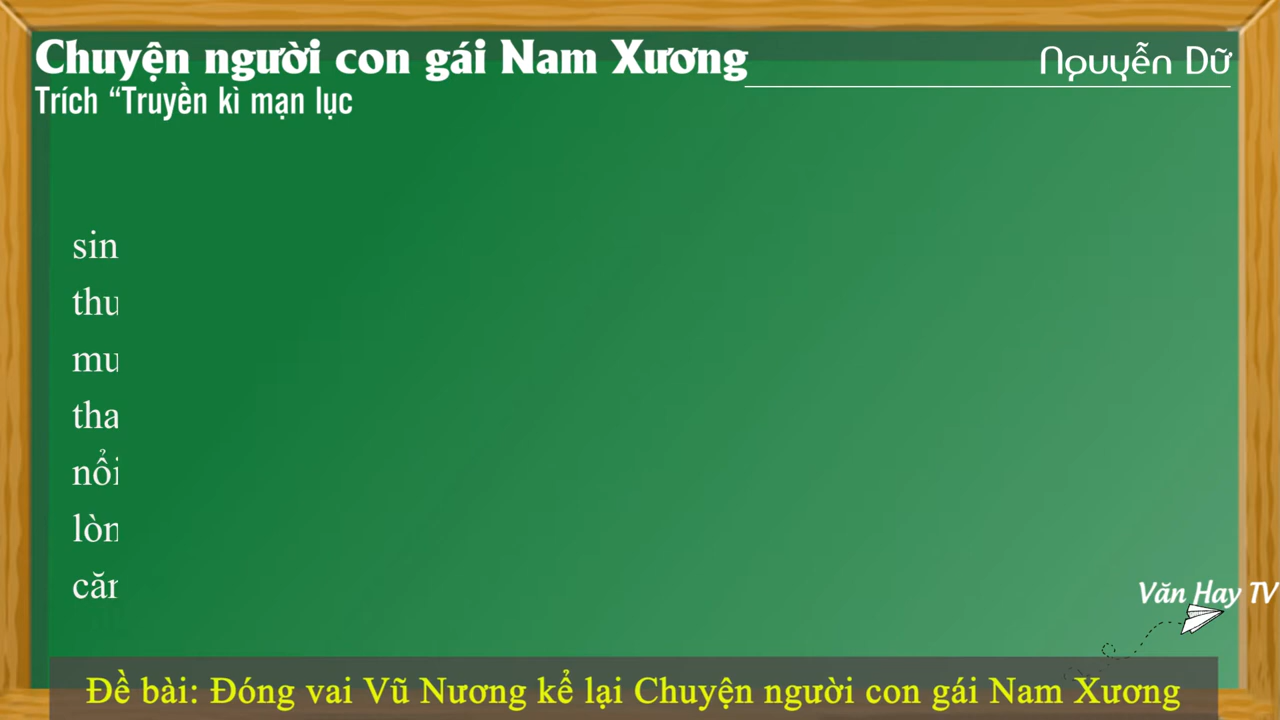 Chuyện người con gái Nam Xương
Nguyễn Dữ
Trích “Truyền kì mạn lục
sin
thu
mu
tha
nổi
lòn
căn
Văn Hay TV
Đề bài: Đóng vai Vũ Nương kể lại Chuyện người con gái Nam Xương